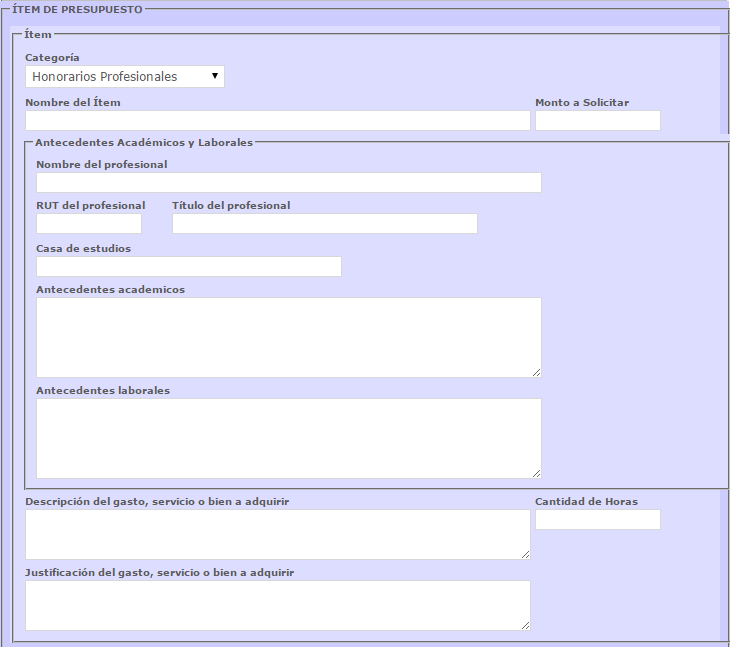 ÍTEM DE PRESUPUESTO
Ítem
Categoría
Honorarios Profesionales
Nombre del Ítem Monto a Solicitar
Antecedentes Académicos y Laborales
Nombre del profesional
RUT del profesional Título del profesional
Casa de estudios
Antecedentes academicos
Antecedentes laborales
Descripción del gasto, servicio o bien a adquirir Cantidad de Horas
Justificación del gasto, servicio o bien a adquirir